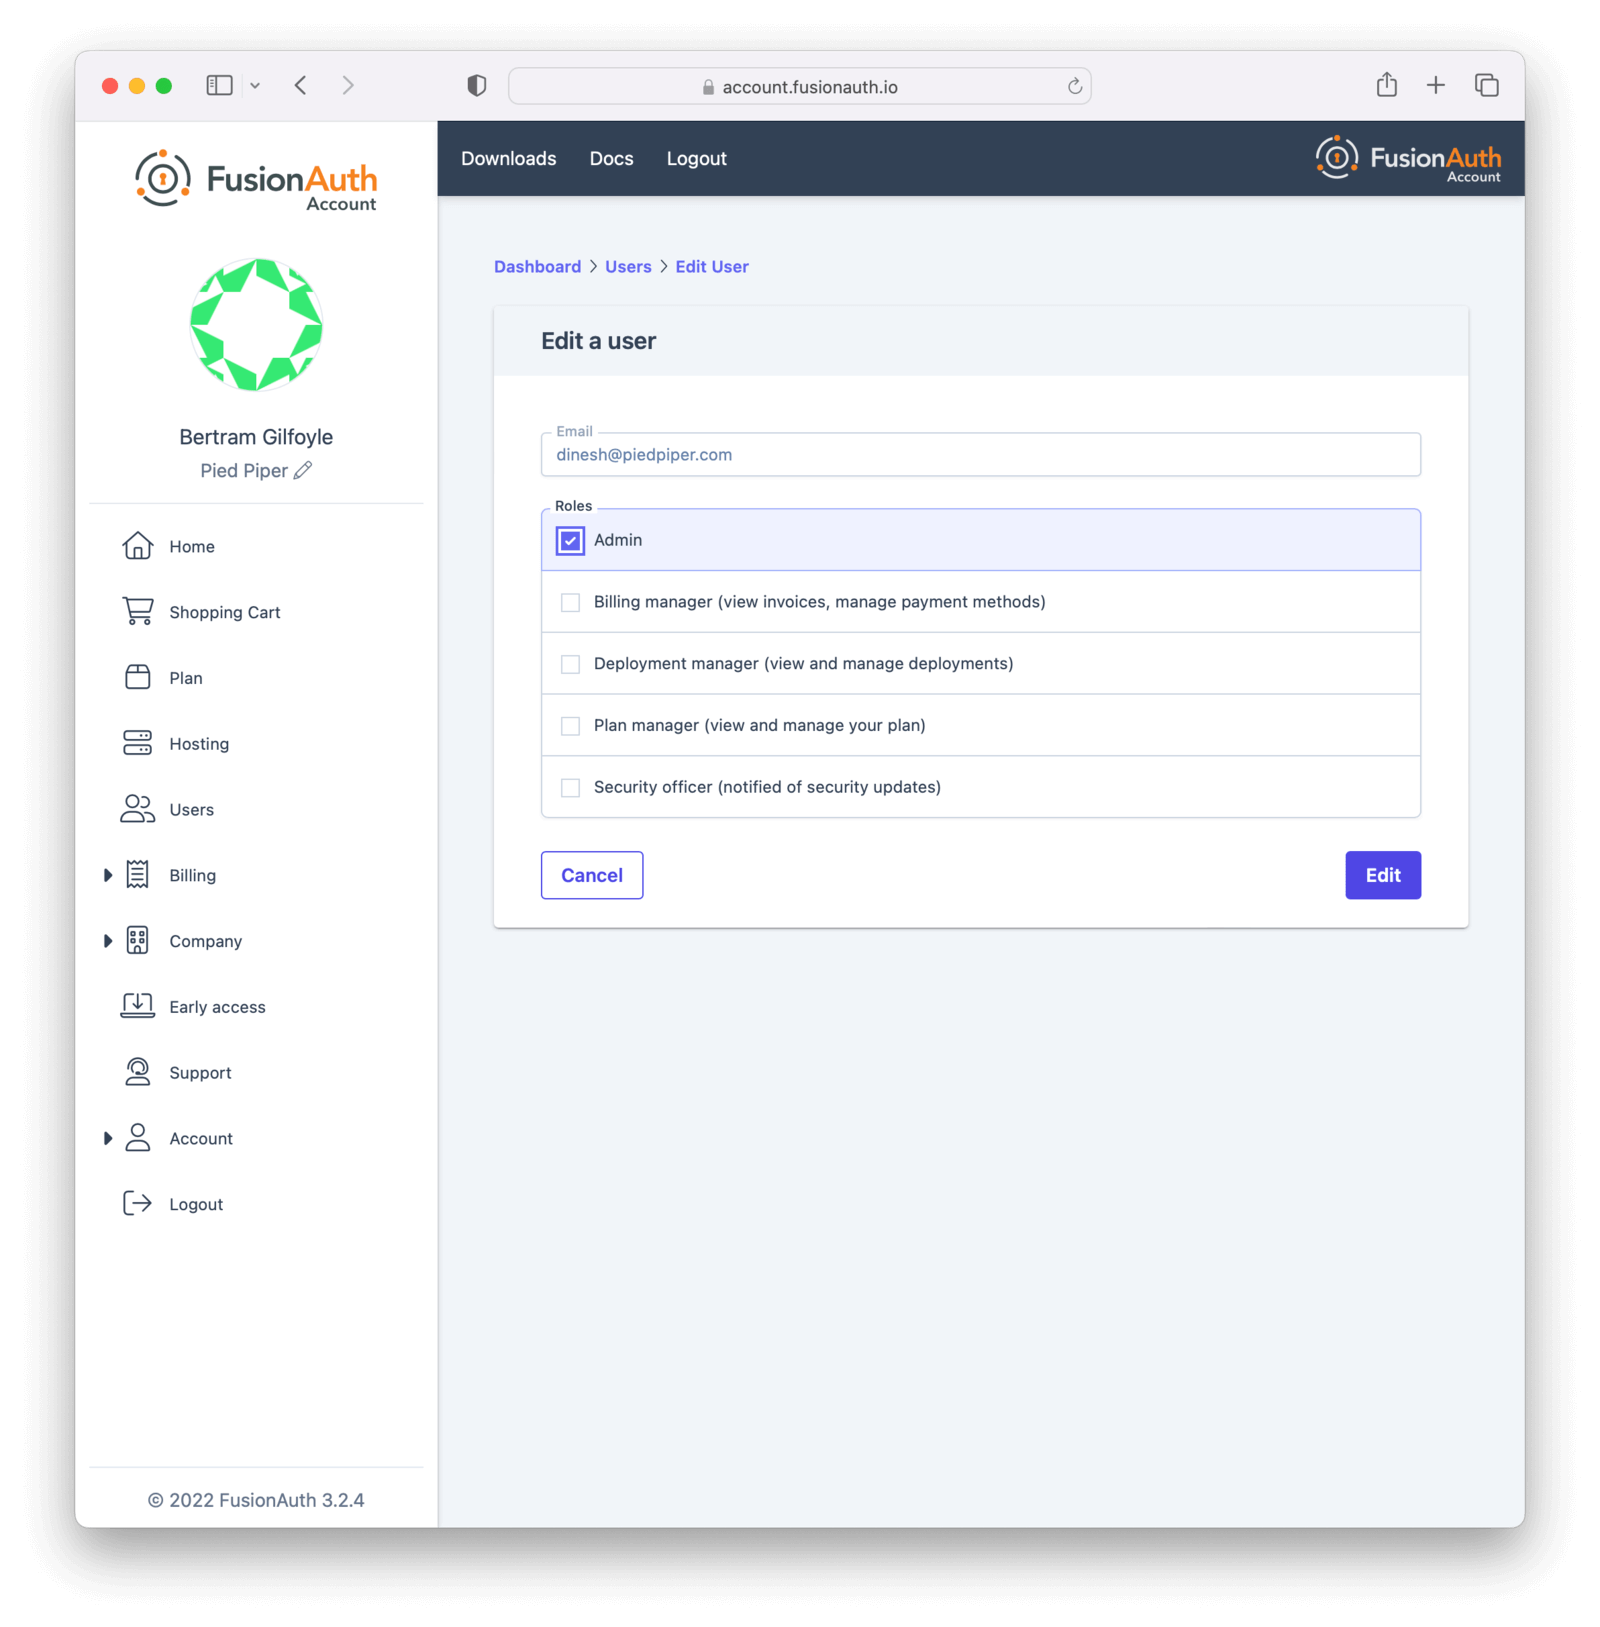 account.fusionauth.io
FusionAuth
Account
Downloads Docs Logout
FusionAuth
Account
Bertram Gilfoyle
Pied Piper
Home
Shopping Cart
Plan
Hosting
Users
Billing
Company
Early access
Support
Account
Logout
© 2022 FusionAuth 3.2.4
Dashboard > Users > Edit User
Edit a user
Email
dinesh@piedpiper.com
Roles
Admin
Billing manager (view invoices, manage payment methods)
Deployment manager (view and manage deployments)
Plan manager (view and manage your plan)
Security officer (notified of security updates)
Cancel
Edit